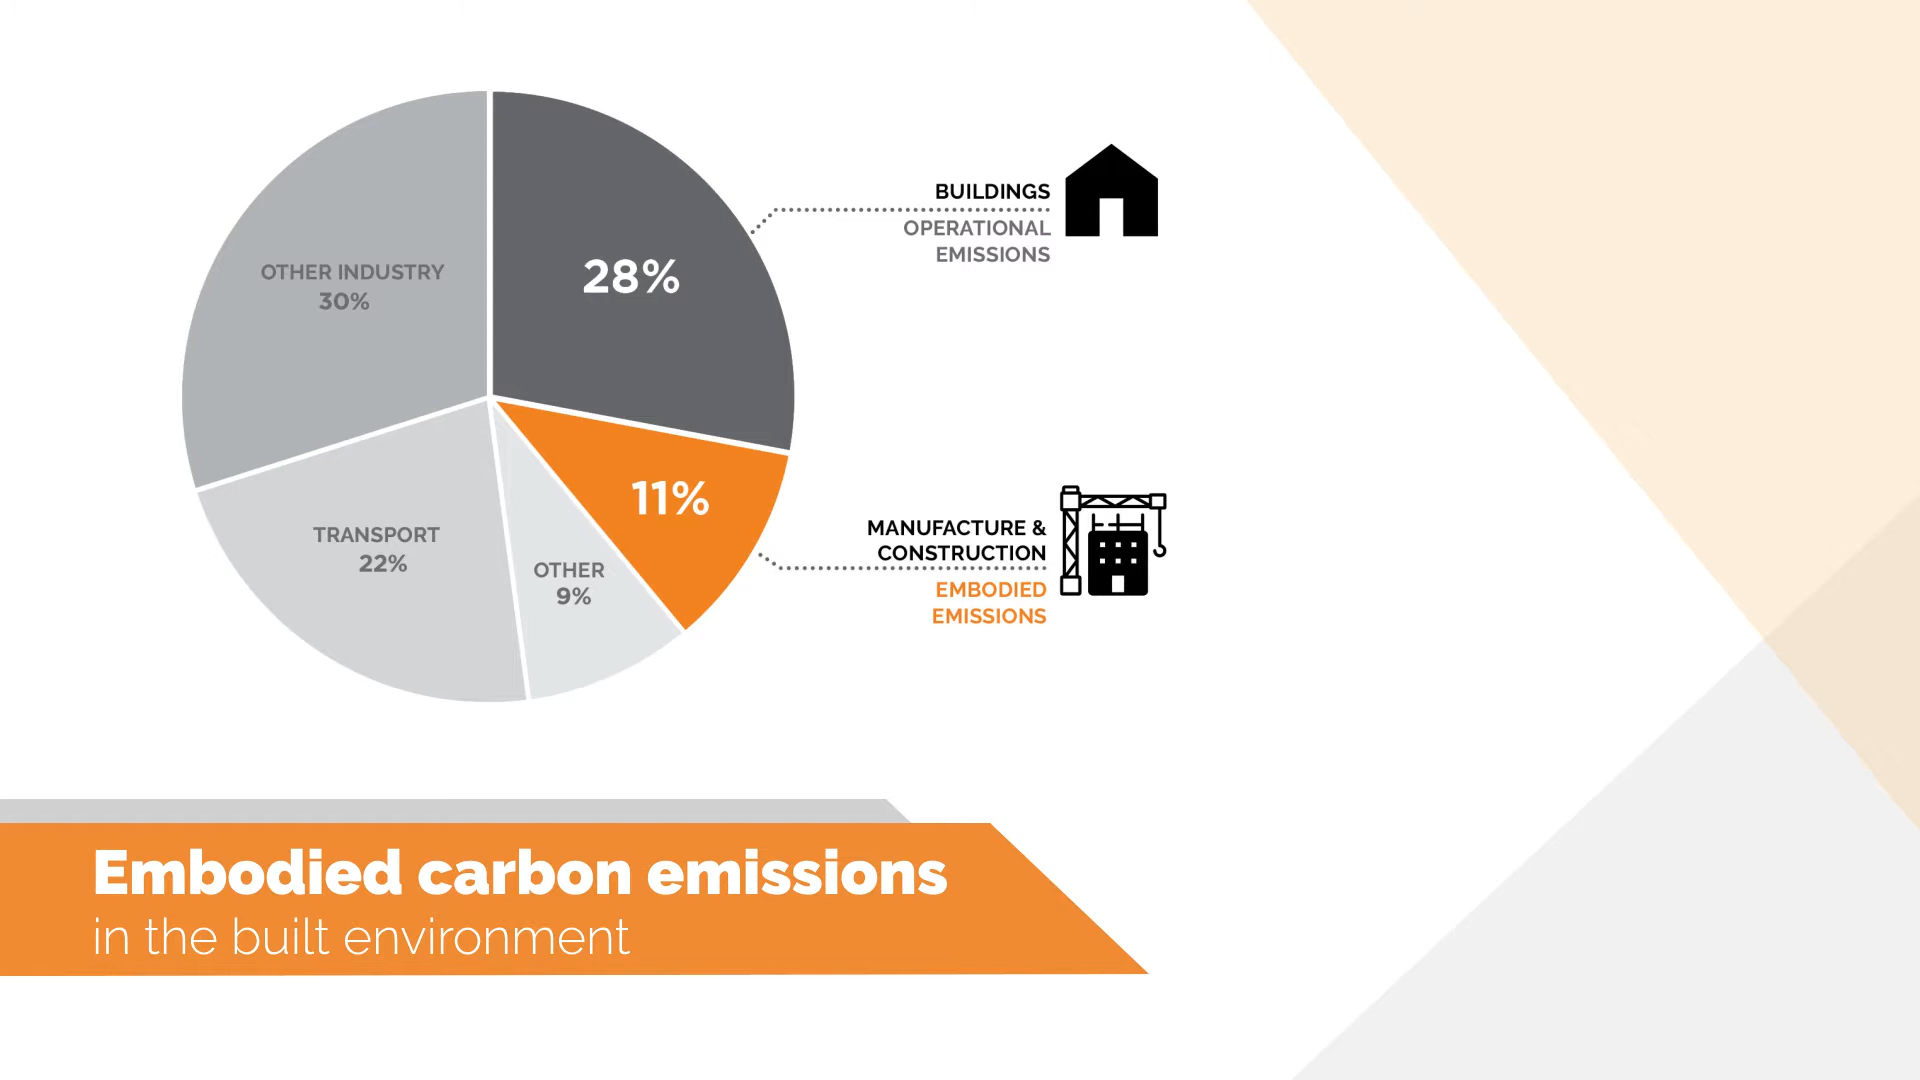 OTHER INDUSTRY
30%
28%
BUILDINGS
OPERATIONAL
EMISSIONS
11%
MANUFACTURE &
CONSTRUCTION
EMBODIED
EMISSIONS
TRANSPORT
22%
OTHER
9%
Embodied carbon emissions
in the built environment